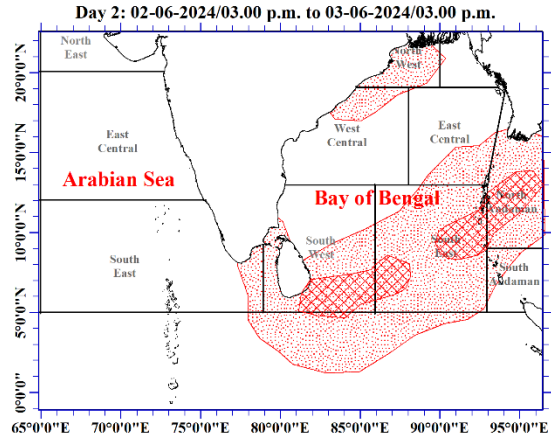 Day 2: 02-06-2024/03.00 p.m. to 03-06-2024/03.00 p.m.
North
East
North
West
20°0'0"N
East
Central
West
Central
East
Central
15°0'0"N
Arabian Sea
Bay of Bengal
North
Andaman
10°0'0"N
South
East
South
West
South
East
South
Andaman
5°0'0"N
0°0'0"
65°0'0"E 70°0'0"E 75°0'0"E 80°0'0"E 85°0'0"E 90°0'0"E 95°0'0"E